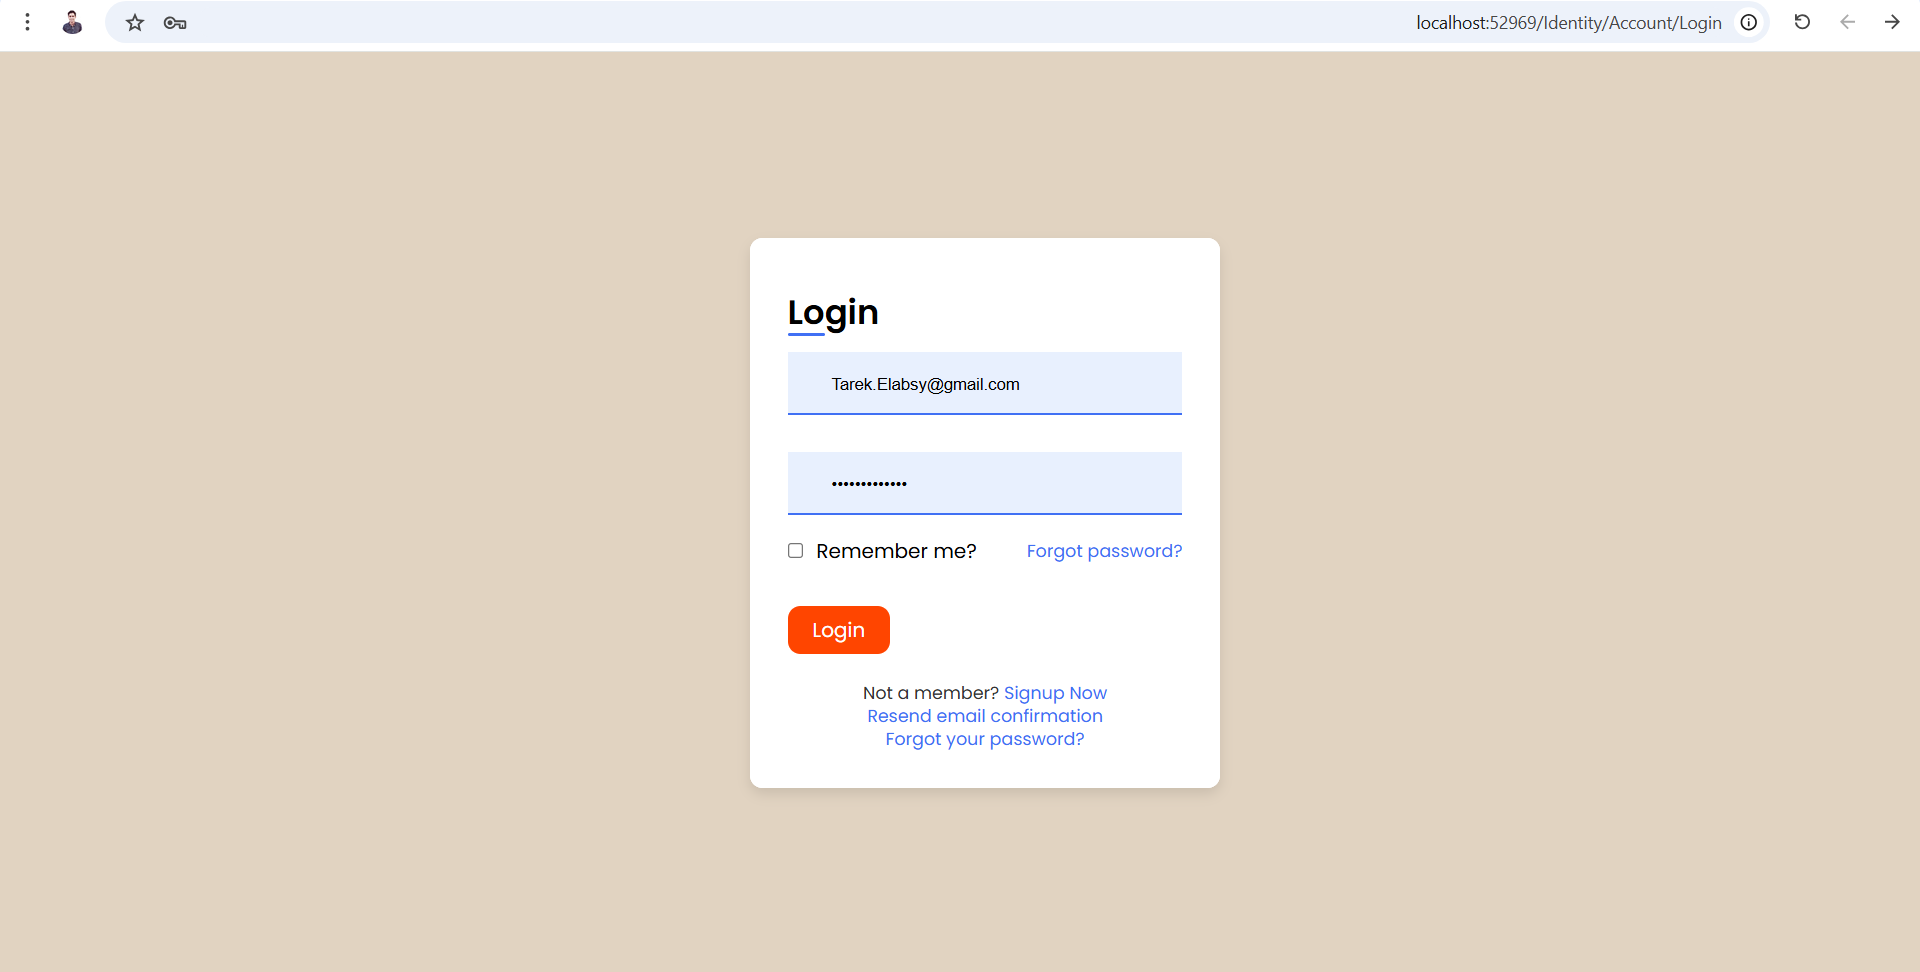 localhost:52969/Identity/Account/Login
Login
Tarek.Elabsy@gmail.com
•••••••••••••
Remember me? Forgot password?
Login
Not a member? Signup Now
Resend email confirmation
Forgot your password?